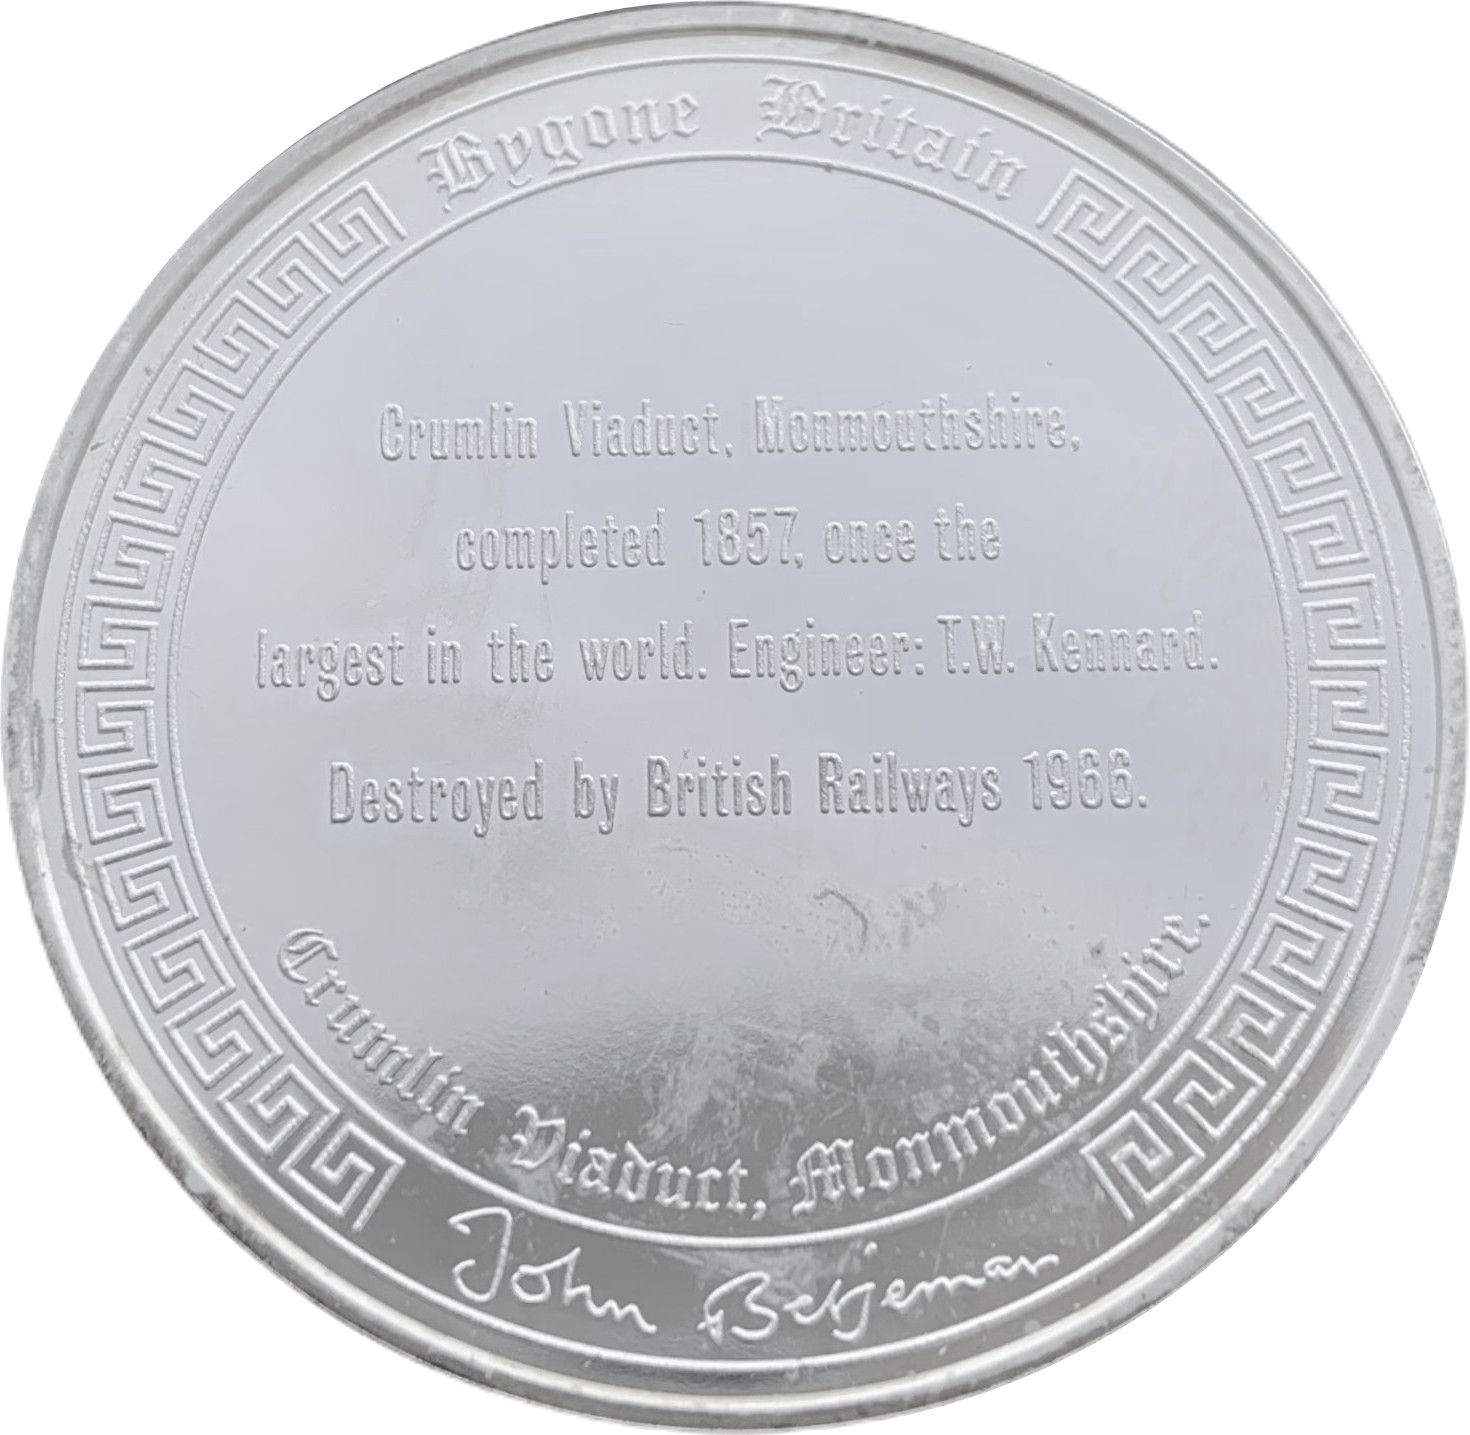 Bygone Britain
Crumlin Viaduct, Monmouthshire,
completed 1857, once the
largest in the world. Engineer: T.W. Kennard.
Destroyed by British Railways 1966.
Crumlin Viaduct, Monmouthshire.
John Betjeman